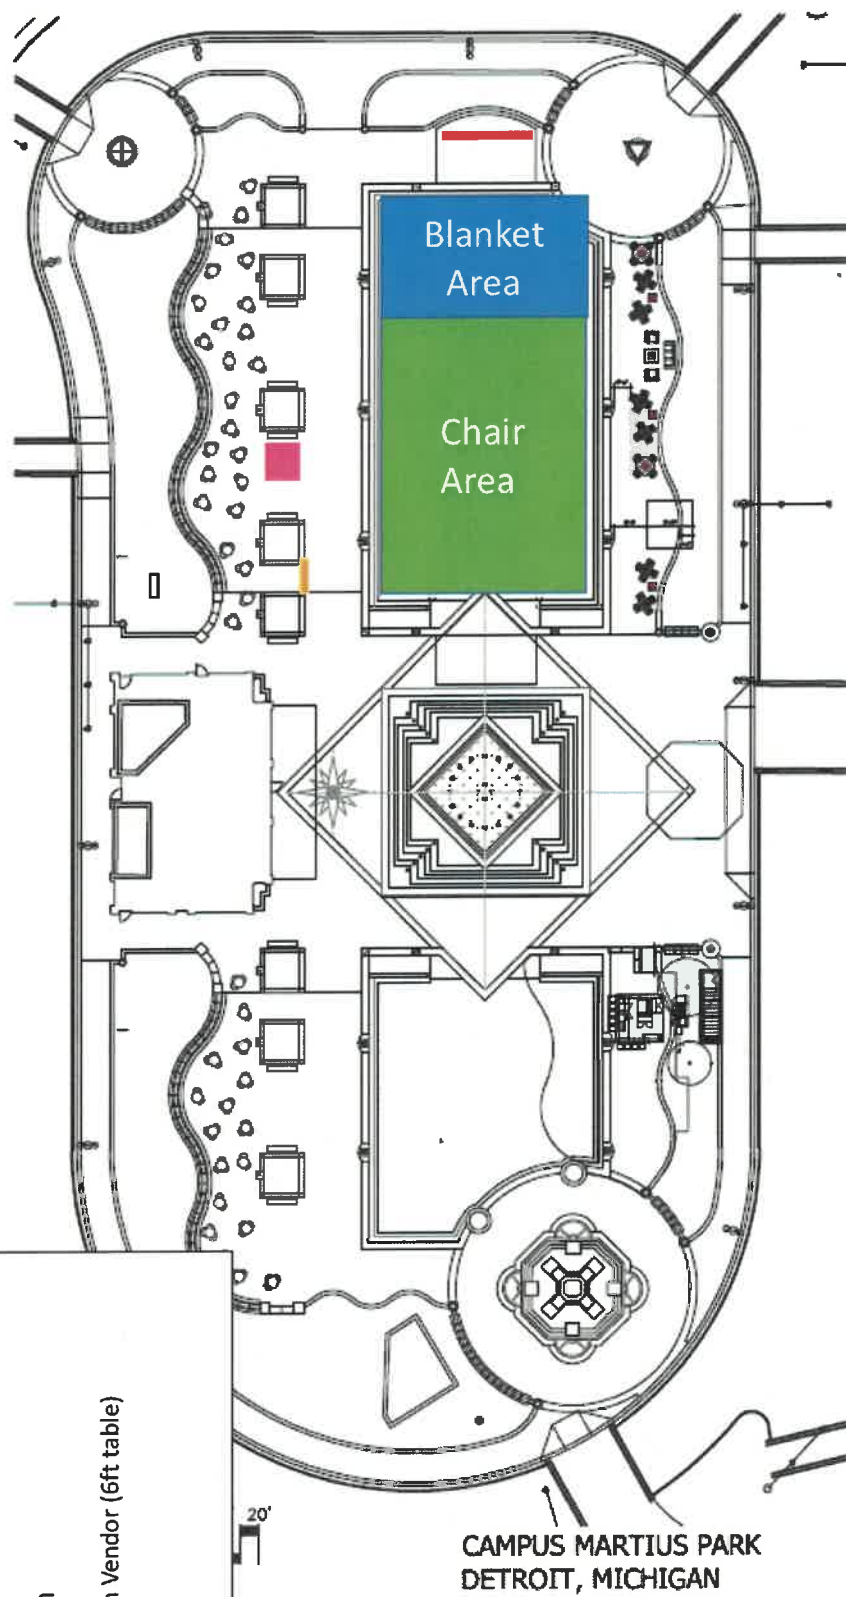 Blanket
Area
Chair
Area
Vendor (6ft table)
20'
CAMPUS MARTIUS PARK
DETROIT, MICHIGAN